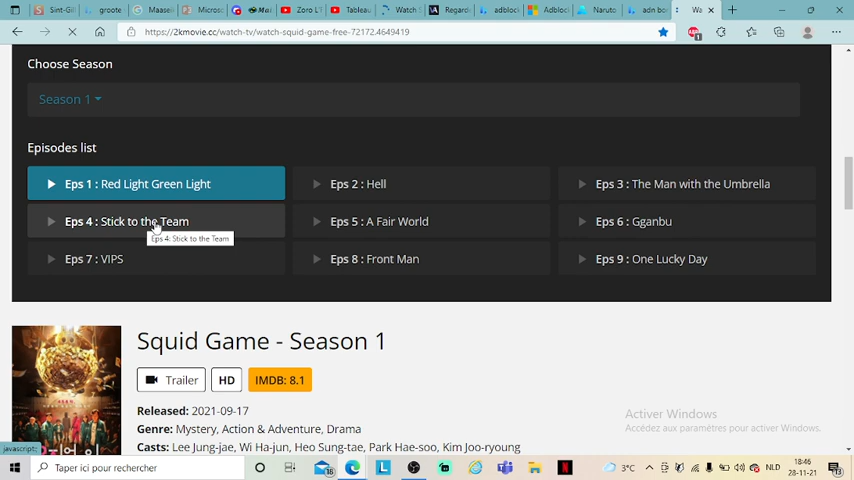 Sint-Gill
groote
Maaseik
Micros
Zoro L'I
Tableau
Watch S
Regard
adblock
Adbloc
Naruto
adn bo
Wa
https://2kmovie.cc/watch-tv/watch-squid-game-free-72172.4649419
Choose Season
Season 1
Episodes list
Eps 1 : Red Light Green Light
Eps 2 : Hell
Eps 3 : The Man with the Umbrella
Eps 4 : Stick to the Team
Eps 5 : A Fair World
Eps 6 : Gganbu
Eps 4: Stick to the Team
Eps 7 : VIPS
Eps 8 : Front Man
Eps 9 : One Lucky Day
Squid Game - Season 1
Trailer
HD
IMDB: 8.1
Released: 2021-09-17
Genre: Mystery, Action & Adventure, Drama
Casts: Lee Jung-jae, Wi Ha-jun, Heo Sung-tae, Park Hae-soo, Kim Joo-ryoung
Activer Windows
Accédez aux paramètres pour activer Windows.
javascript:;
Taper ici pour rechercher
3°C
NLD
18:46
28-11-21